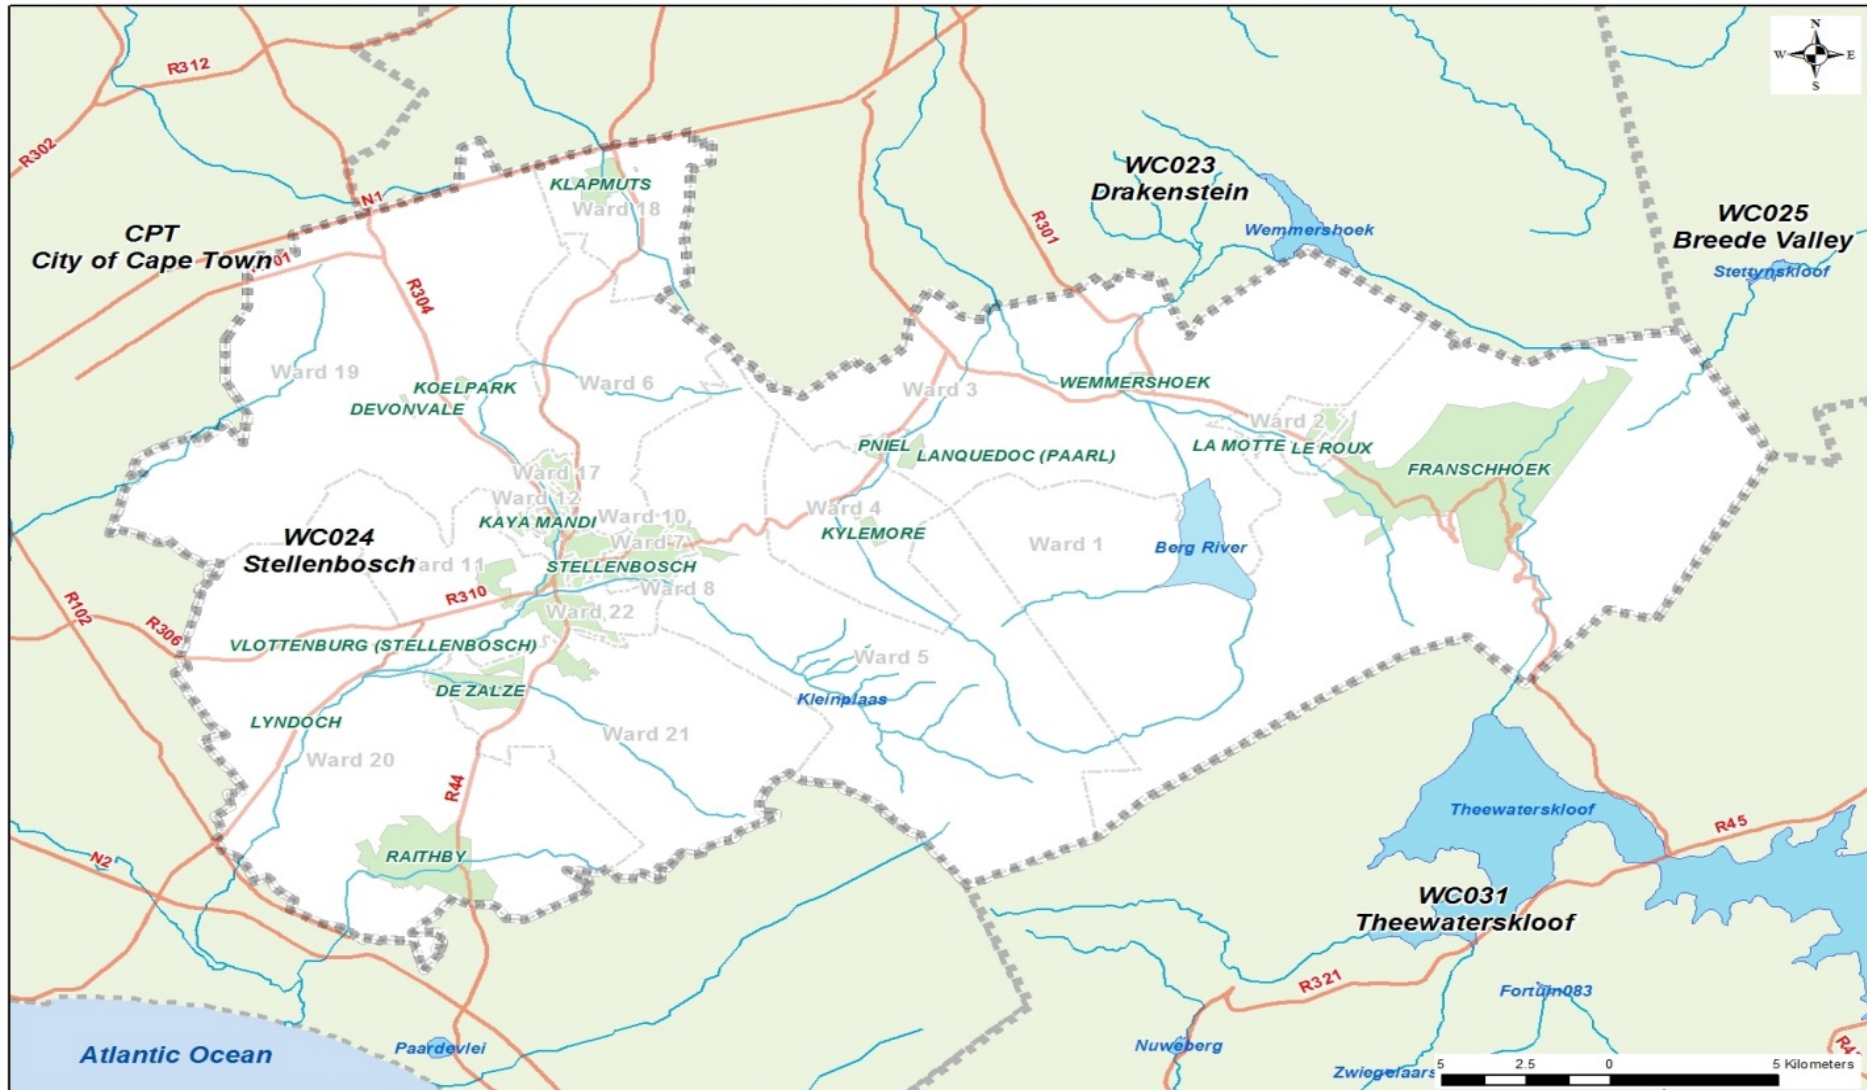 N
W E
S
R312
R302
N1
KLAPMUTS
Ward 18
WC023
Drakenstein
R301
Wemmershoek
WC025
Breede Valley
Stettynskloof
CPT
City of Cape Town
01
R304
Ward 19
KOELPARK
DEVONVALE
Ward 6
Ward 3
WEMMERSHOEK
Ward 2
PNIEL
LANQUEDOC (PAARL)
LA MOTTE
LE ROUX
FRANSCHHOEK
Ward 17
Ward 12
KAYA MANDI
Ward 10
Ward 7
Ward 4
KYLEMORE
Ward 1
Berg River
WC024
Stellenbosch
ard 11
STELLENBOSCH
Ward 8
R310
Ward 22
R102
R306
VLOTTENBURG (STELLENBOSCH)
Ward 5
DE ZALZE
Kleinplaas
LYNDOCH
Ward 21
Ward 20
R44
RAITHBY
N2
Theewaterskloof
R45
WC031
Theewaterskloof
R321
Fortuin083
Atlantic Ocean
Paardevlei
Nuweberg
Zwiegelaars
5 2.5 0 5 Kilometers